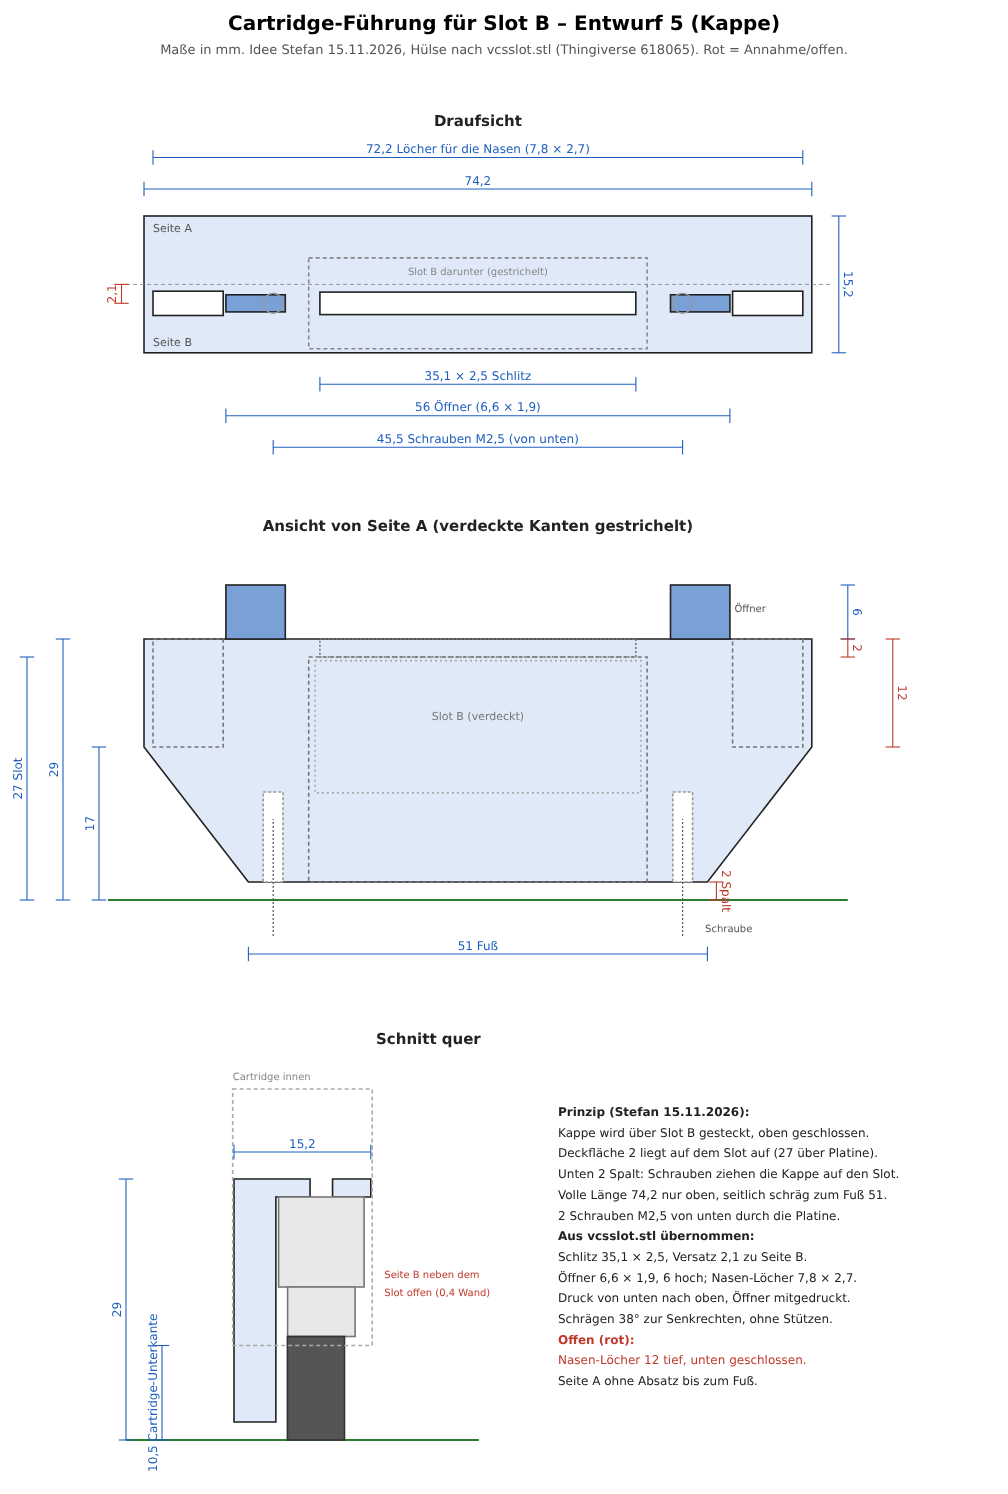 Cartridge-Führung für Slot B – Entwurf 5 (Kappe)
Maße in mm. Idee Stefan 15.11.2026, Hülse nach vcsslot.stl (Thingiverse 618065). Rot = Annahme/offen.
Draufsicht
72,2 Löcher für die Nasen (7,8 × 2,7)
74,2
Seite A
Slot B darunter (gestrichelt)
2,1
15,2
Seite B
35,1 × 2,5 Schlitz
56 Öffner (6,6 × 1,9)
45,5 Schrauben M2,5 (von unten)
Ansicht von Seite A (verdeckte Kanten gestrichelt)
Öffner
6
2
12
Slot B (verdeckt)
27 Slot
29
17
2 Spalt
Schraube
51 Fuß
Schnitt quer
Cartridge innen
15,2
Seite B neben dem
Slot offen (0,4 Wand)
29
10,5 Cartridge-Unterkante
Prinzip (Stefan 15.11.2026):
Kappe wird über Slot B gesteckt, oben geschlossen.
Deckfläche 2 liegt auf dem Slot auf (27 über Platine).
Unten 2 Spalt: Schrauben ziehen die Kappe auf den Slot.
Volle Länge 74,2 nur oben, seitlich schräg zum Fuß 51.
2 Schrauben M2,5 von unten durch die Platine.
Aus vcsslot.stl übernommen:
Schlitz 35,1 × 2,5, Versatz 2,1 zu Seite B.
Öffner 6,6 × 1,9, 6 hoch; Nasen-Löcher 7,8 × 2,7.
Druck von unten nach oben, Öffner mitgedruckt.
Schrägen 38° zur Senkrechten, ohne Stützen.
Offen (rot):
Nasen-Löcher 12 tief, unten geschlossen.
Seite A ohne Absatz bis zum Fuß.